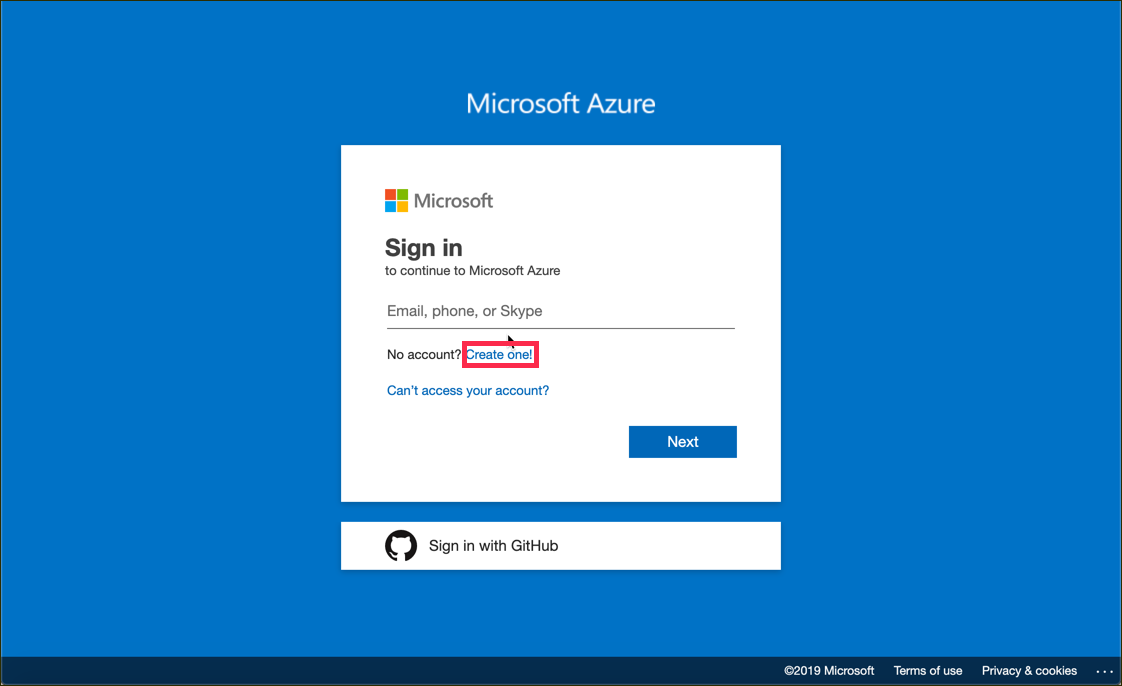 Microsoft Azure
Microsoft
Sign in
to continue to Microsoft Azure
Email, phone, or Skype
No account? Create one!
Can't access your account?
Next
Sign in with GitHub
©2019 Microsoft Terms of use Privacy & cookies ...